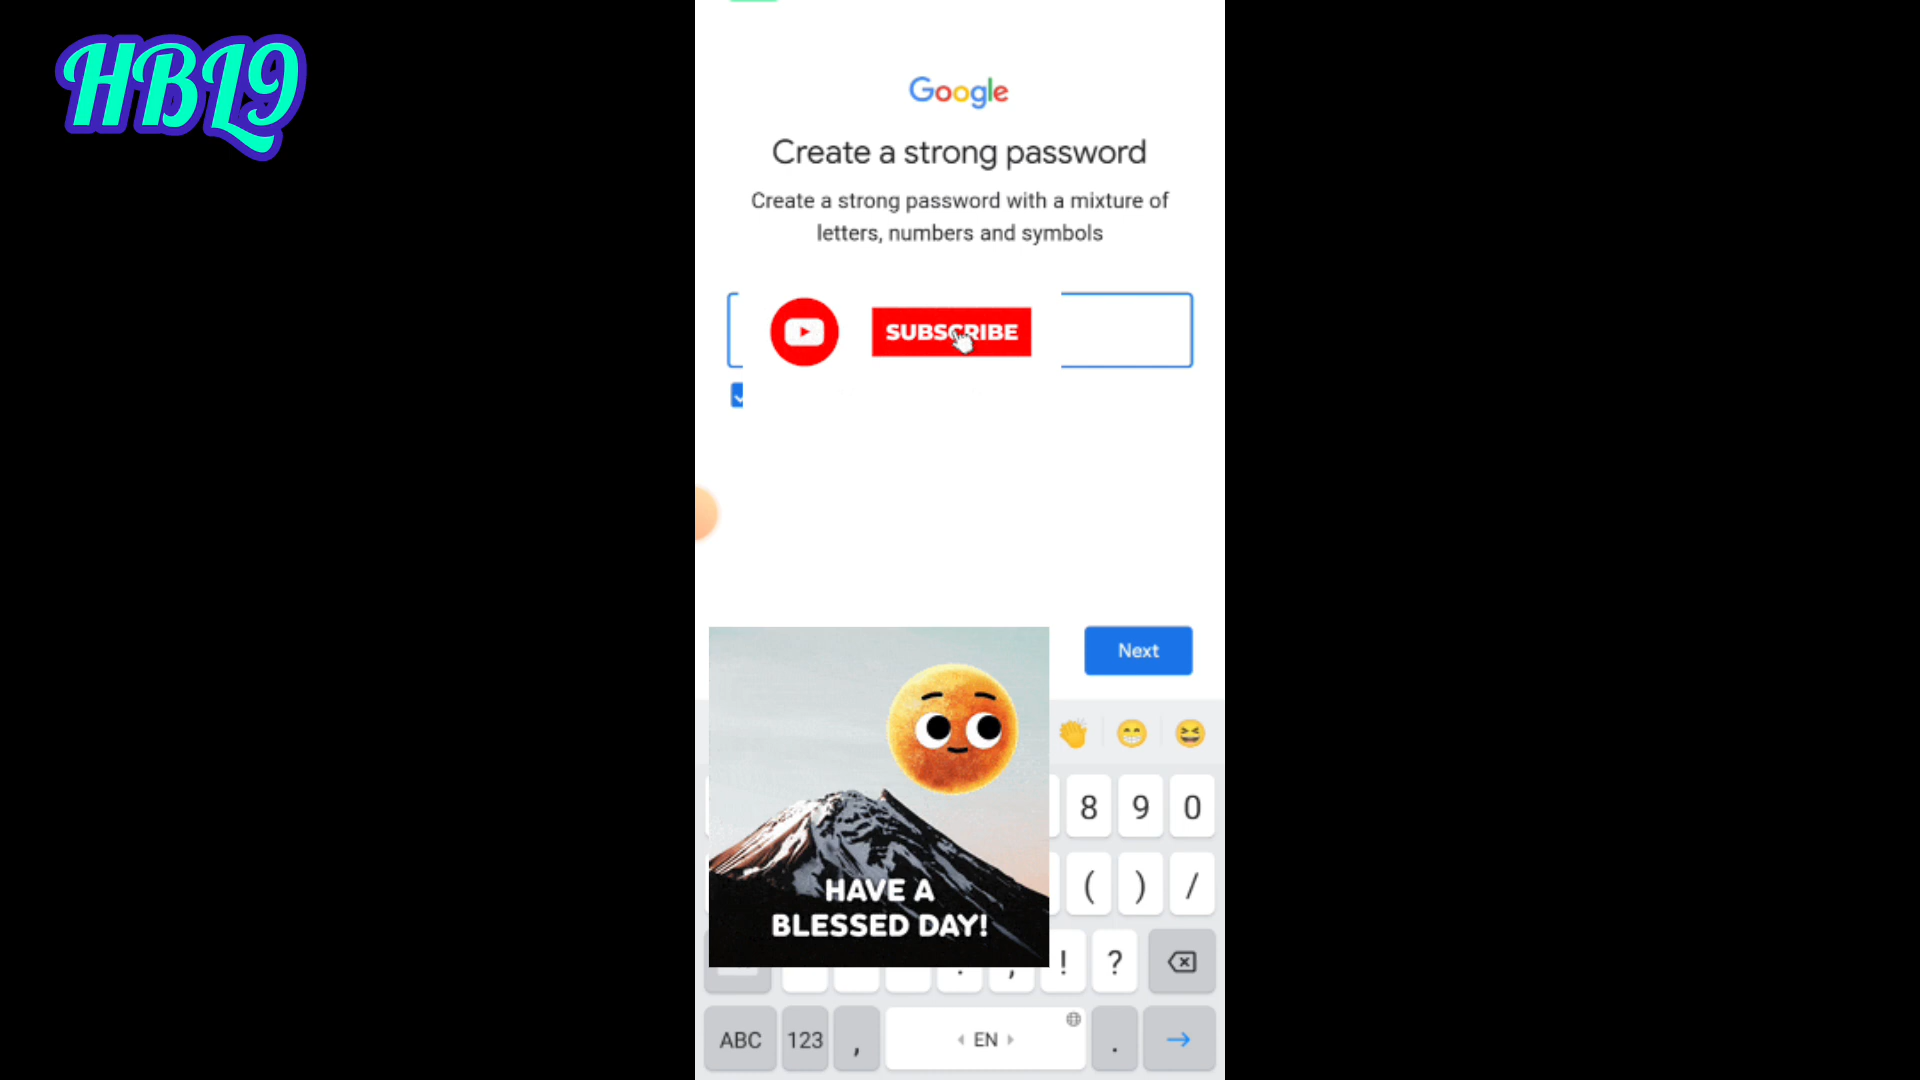 HBL9
Google
Create a strong password
Create a strong password with a mixture of
letters, numbers and symbols
SUBSCRIBE
Next
HAVE A
BLESSED DAY!
8 9 0
( ) /
! ?
ABC 123 , EN .